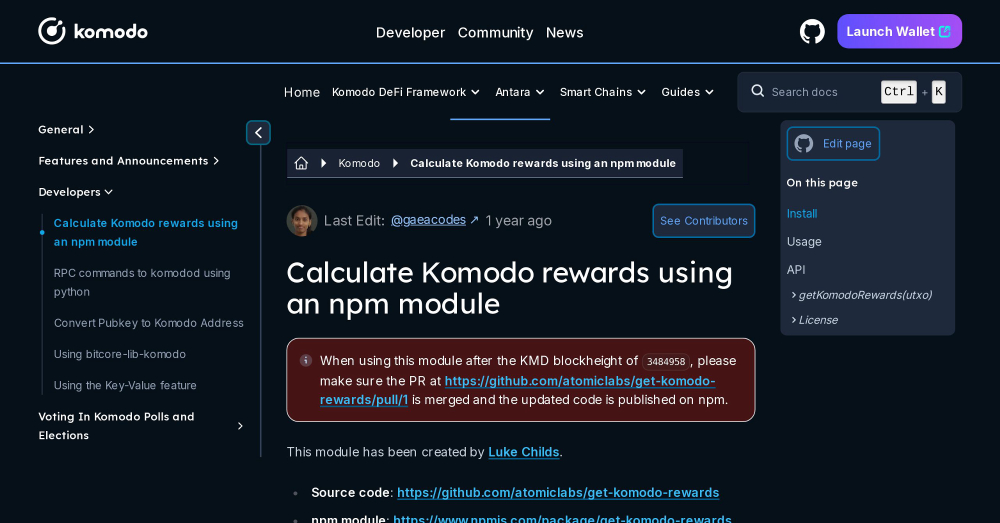 komodo
Developer Community News
Launch Wallet
Home Komodo DeFi Framework Antara Smart Chains Guides
Search docs Ctrl + K
General
Features and Announcements
Developers
Calculate Komodo rewards using
an npm module
RPC commands to komodod using
python
Convert Pubkey to Komodo Address
Using bitcore-lib-komodo
Using the Key-Value feature
Voting In Komodo Polls and
Elections
Komodo Calculate Komodo rewards using an npm module
Last Edit: @gaeacodes ↗ 1 year ago
See Contributors
Calculate Komodo rewards using
an npm module
When using this module after the KMD blockheight of 3484958, please
make sure the PR at https://github.com/atomiclabs/get-komodo-
rewards/pull/1 is merged and the updated code is published on npm.
This module has been created by Luke Childs.
Source code: https://github.com/atomiclabs/get-komodo-rewards
npm module: https://www.npmjs.com/package/get-komodo-rewards
Edit page
On this page
Install
Usage
API
getKomodoRewards(utxo)
License